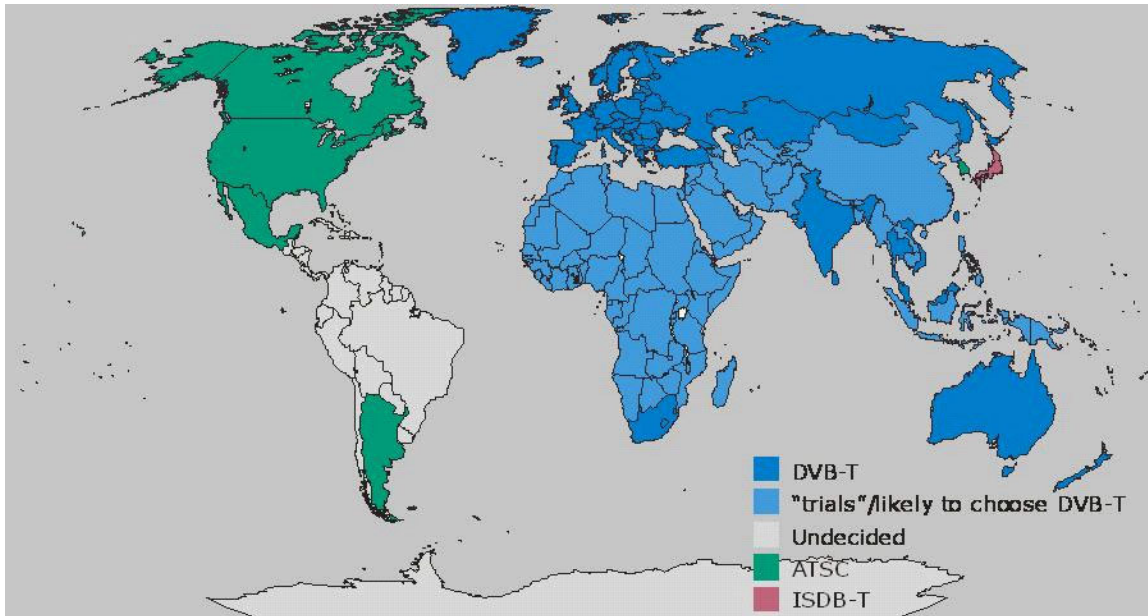 DVB-T
"trials"/likely to choose DVB-T
Undecided
ATSC
ISDB-T